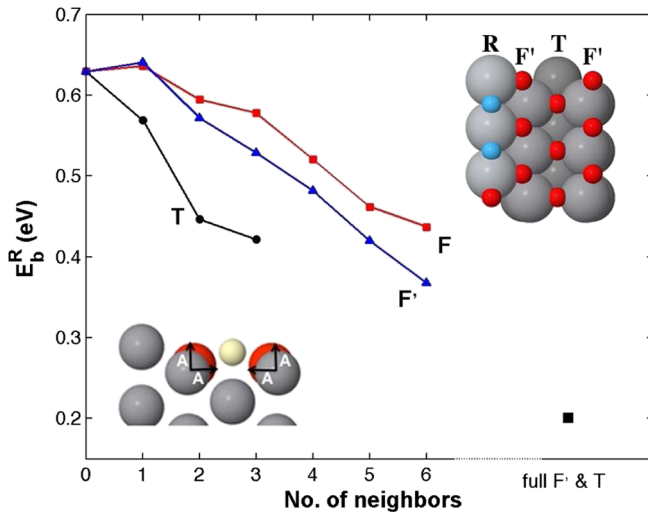 0.7
0.6
0.5
0.4
0.3
0.2
E_b^R (eV)
R F' T F'
T
F
F'
A A A A
0 1 2 3 4 5 6
full F' & T
No. of neighbors